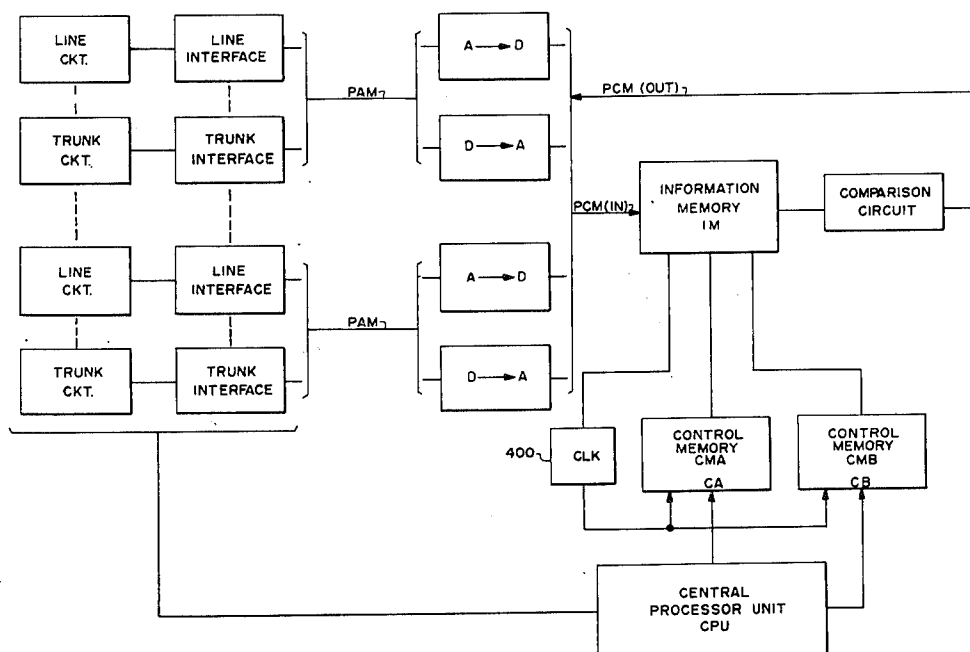 LINE
CKT.
LINE
INTERFACE
A → D
PAM
PCM (OUT)
TRUNK
CKT.
TRUNK
INTERFACE
D → A
PCM(IN)
INFORMATION
MEMORY
IM
COMPARISON
CIRCUIT
LINE
CKT.
LINE
INTERFACE
A → D
PAM
TRUNK
CKT.
TRUNK
INTERFACE
D → A
400
CLK
CONTROL
MEMORY
CMA
CA
CONTROL
MEMORY
CMB
CB
CENTRAL
PROCESSOR UNIT
CPU